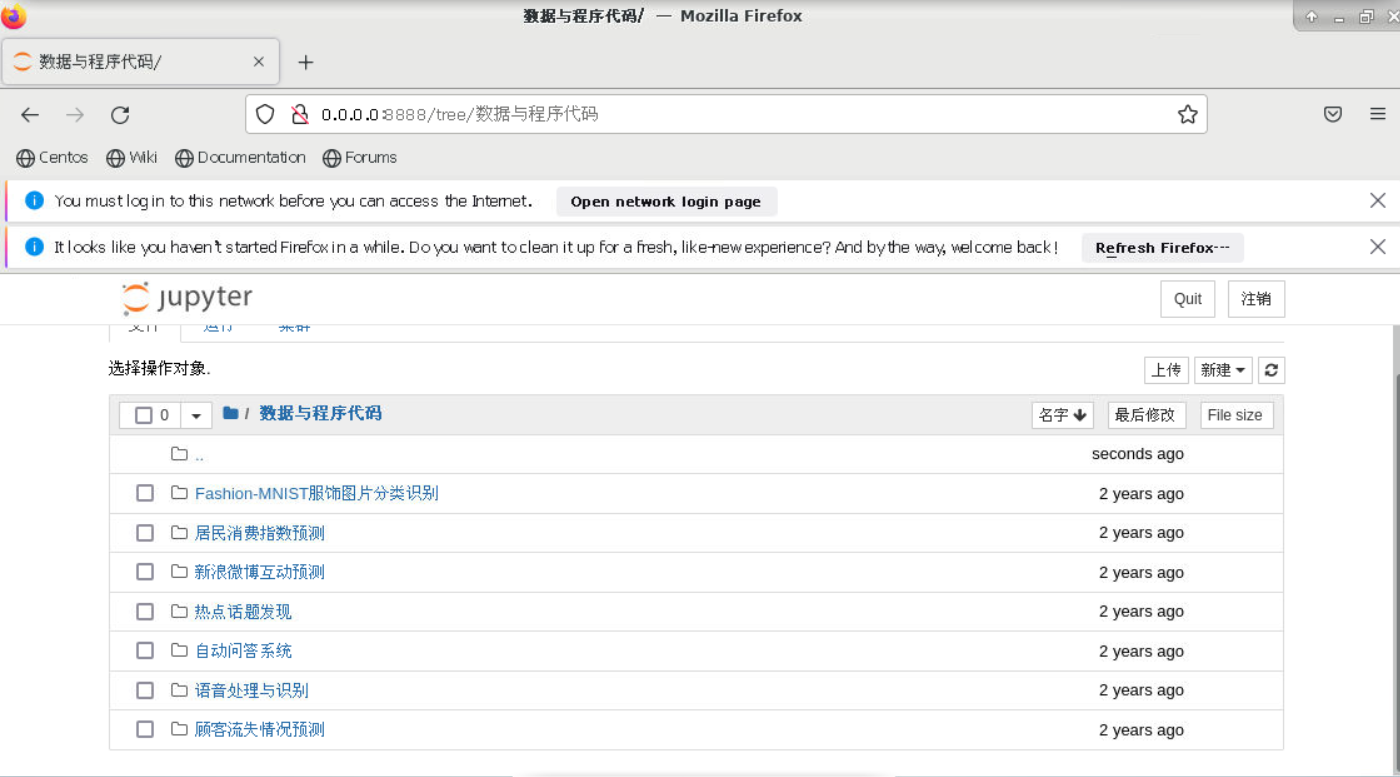 数据与程序代码/ — Mozilla Firefox
数据与程序代码/
0.0.0.0:8888/tree/数据与程序代码
Centos Wiki Documentation Forums
You must log in to this network before you can access the Internet. Open network login page
It looks like you haven't started Firefox in a while. Do you want to clean it up for a fresh, like-new experience? And by the way, welcome back! Refresh Firefox---
jupyter Quit 注销
文件 运行 集群
选择操作对象. 上传 新建
0 / 数据与程序代码 名字 最后修改 File size
.. seconds ago
Fashion-MNIST服饰图片分类识别 2 years ago
居民消费指数预测 2 years ago
新浪微博互动预测 2 years ago
热点话题发现 2 years ago
自动问答系统 2 years ago
语音处理与识别 2 years ago
顾客流失情况预测 2 years ago